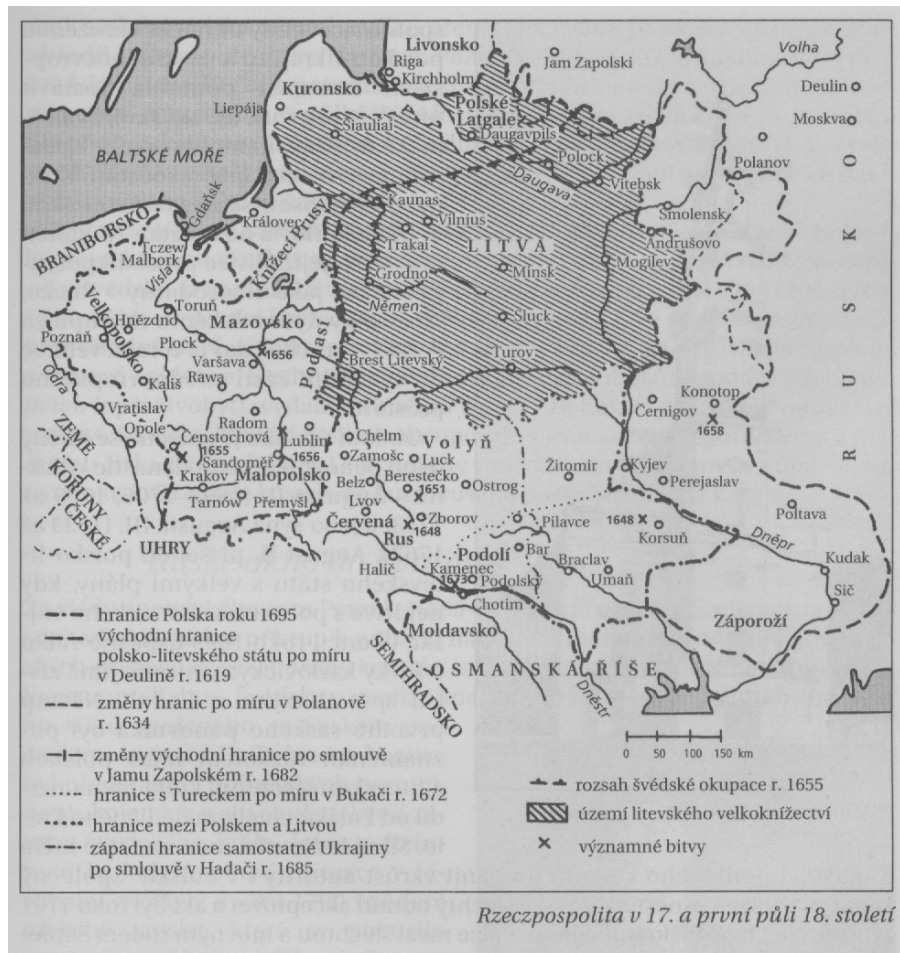 Livonsko
Riga
Kirchholm
Jam Zapolski
Volha
Deulin
Moskva
Kuronsko
Liepája
Siauliai
Polské
Latgale
Daugavpils
Polock
Daugava
Vitebsk
Polanov
BALTSKÉ MOŘE
Gdaňsk
Královec
Knížecí Prusy
Kaunas
Vilnius
Trakai
LITVA
Smolensk
Andrušovo
Mogilev
BRANIBORSKO
Tczew
Malbork
Visla
Grodno
Minsk
Němen
Sluck
RUSKO
Velkopolsko
Toruň
Hnězdno
Mazovsko
Poznaň
Plock
Varšava
1656
Rawa
Podlaší
Brest Litevský
Turov
Odra
Kališ
Vratislav
Opole
Radom
Censtochová
1655
Lublin
Sandoměř
1656
Malopolsko
Krakov
Tarnów
Přemyšl
ZEMĚ
KORUNY
ČESKÉ
UHRY
Chelm
Zamošc
Volyň
Luck
Belz
Berestečko
1651
Ostrog
Žitomir
Kyjev
Černigov
Konotop
1658
Perejaslav
Lvov
Červená
Rus
Zborov
1648
Pilavce
1648
Korsuň
Dněpr
Poltava
Halič
Podolí
Bar
Kamenec
1673
Podolský
Braclav
Umaň
Kudak
Sič
Chotim
Záporoží
Moldavsko
SEDMIHRADSKO
OSMANSKÁ ŘÍŠE
Dněstr
0 50 100 150 km
hranice Polska roku 1695
východní hranice
polsko-litevského státu po míru
v Deulině r. 1619
změny hranic po míru v Polanově
r. 1634
změny východní hranice po smlouvě
v Jamu Zapolském r. 1682
hranice s Tureckem po míru v Bukači r. 1672
hranice mezi Polskem a Litvou
západní hranice samostatné Ukrajiny
po smlouvě v Hadači r. 1685
rozsah švédské okupace r. 1655
území litevského velkoknížectví
významné bitvy
Rzeczpospolita v 17. a první půli 18. století